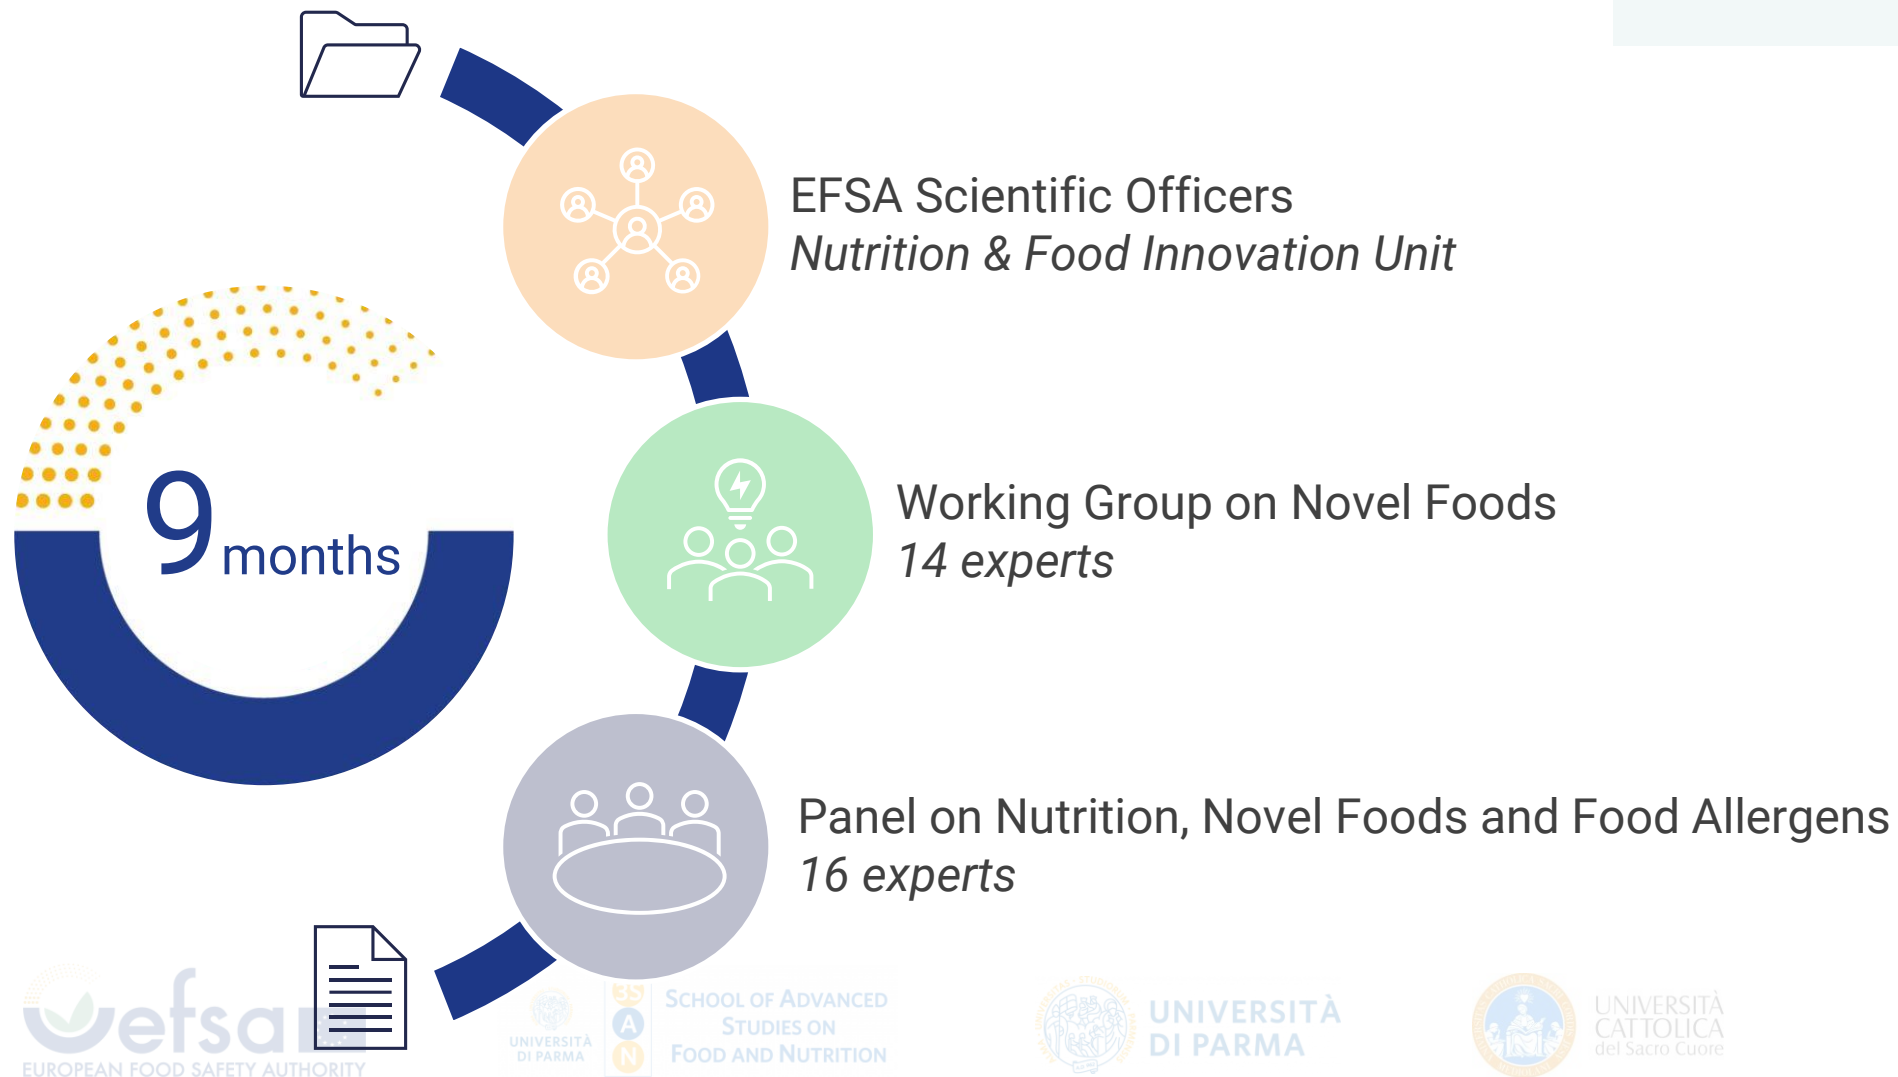 EFSA Scientific Officers
Nutrition & Food Innovation Unit
9 months
Working Group on Novel Foods
14 experts
Panel on Nutrition, Novel Foods and Food Allergens
16 experts
efsa
EUROPEAN FOOD SAFETY AUTHORITY
UNIVERSITÀ
DI PARMA
3S
A
N
SCHOOL OF ADVANCED
STUDIES ON
FOOD AND NUTRITION
UNIVERSITÀ
DI PARMA
UNIVERSITÀ
CATTOLICA
del Sacro Cuore